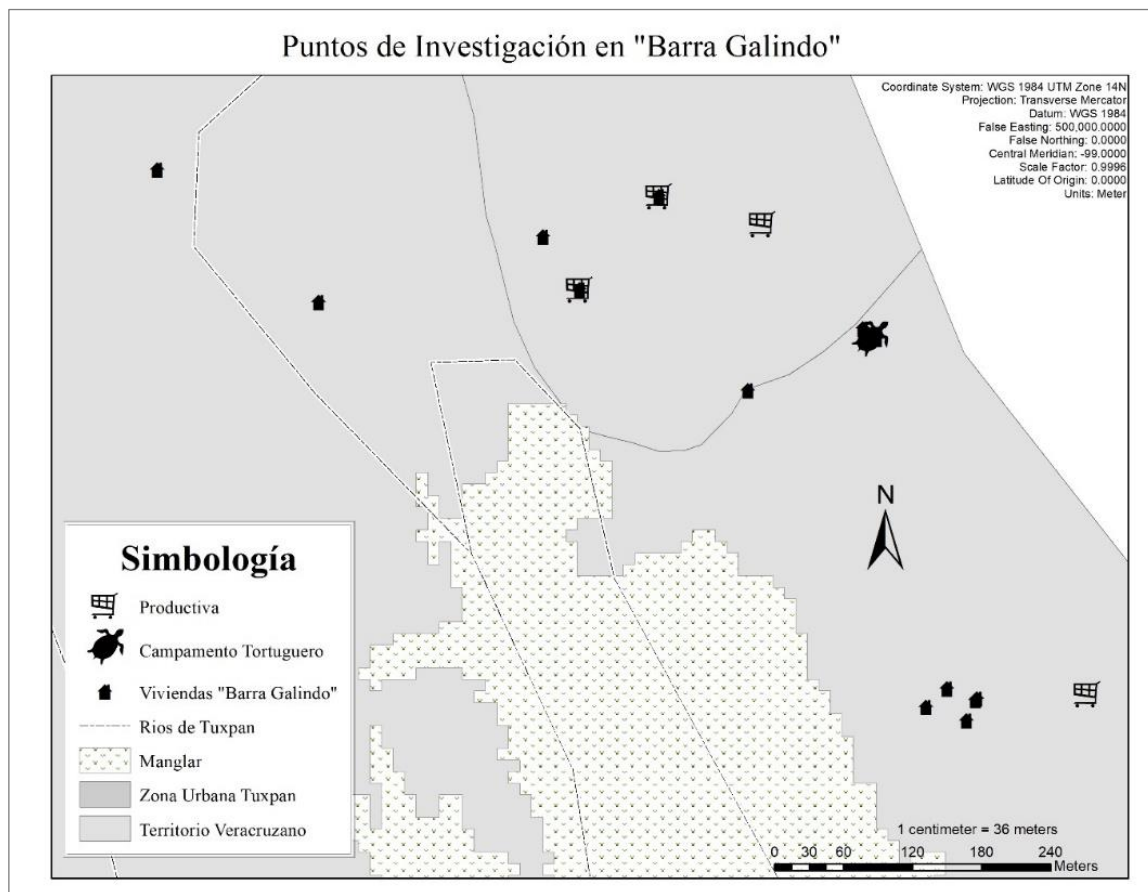 Puntos de Investigación en "Barra Galindo"
Coordinate System: WGS 1984 UTM Zone 14N
Projection: Transverse Mercator
Datum: WGS 1984
False Easting: 500,000.0000
False Northing: 0.0000
Central Meridian: -99.0000
Scale Factor: 0.9996
Latitude Of Origin: 0.0000
Units: Meter
N
Simbología
Productiva
Campamento Tortuguero
Viviendas "Barra Galindo"
Rios de Tuxpan
Manglar
Zona Urbana Tuxpan
Territorio Veracruzano
1 centimeter = 36 meters
0 30 60 120 180 240
Meters